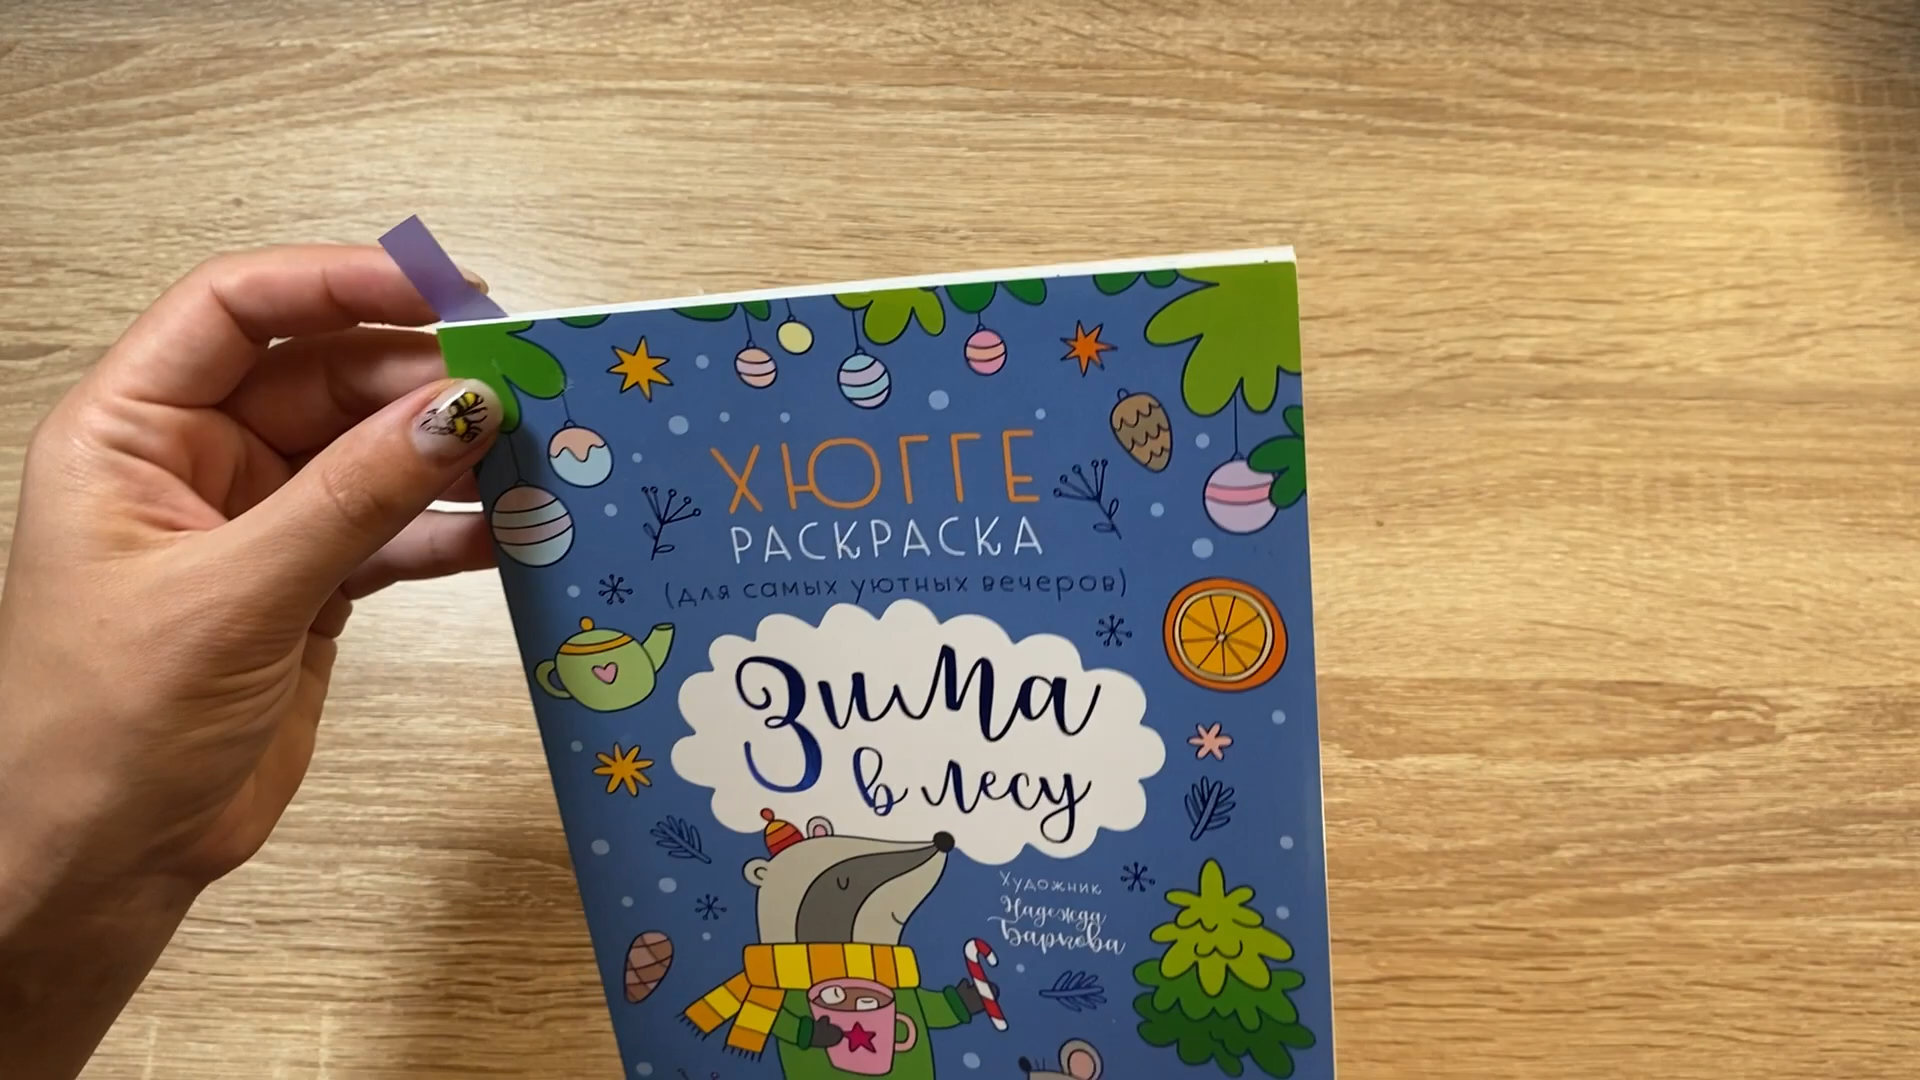 ХЮГГЕ
РАСКРАСКА
(для самых уютных вечеров)
Зима
в лесу
Художник
Надежда
Баркова